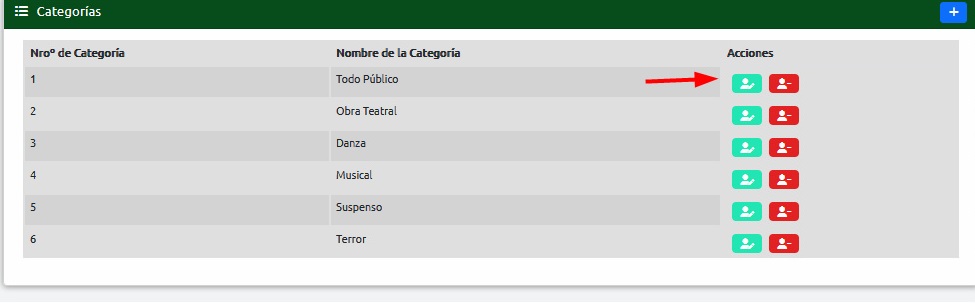 Categorías
Nroº de Categoría Nombre de la Categoría Acciones
1 Todo Público
2 Obra Teatral
3 Danza
4 Musical
5 Suspenso
6 Terror